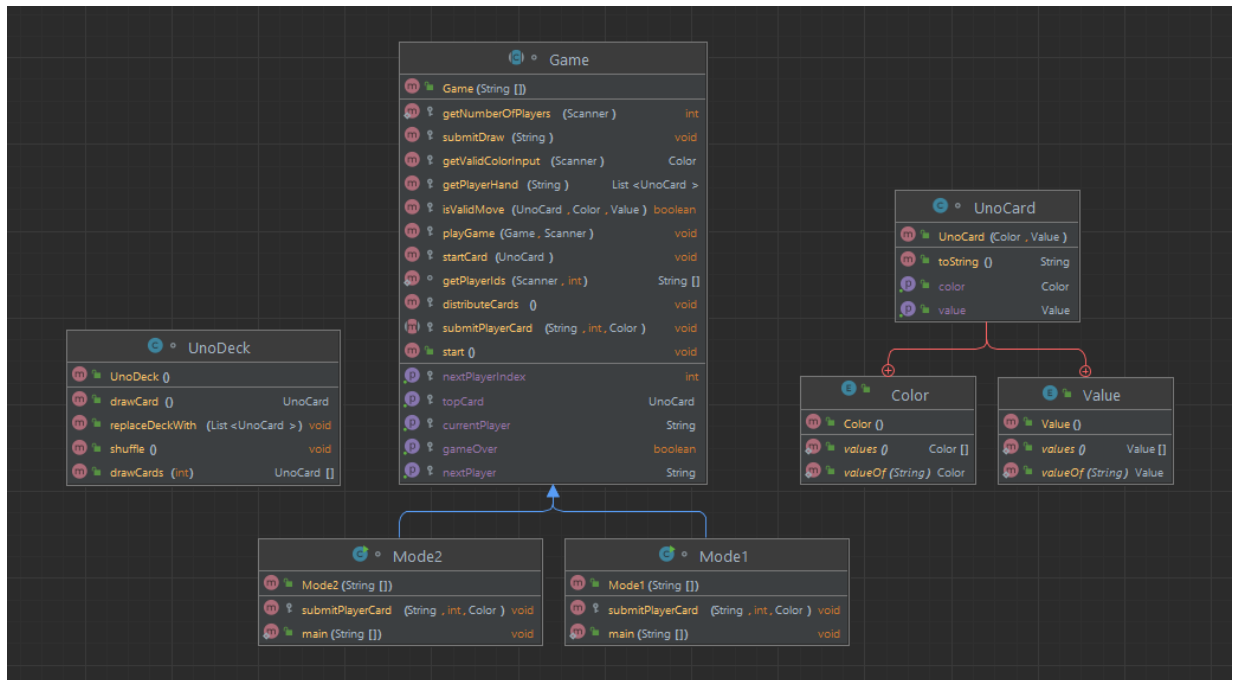 Game
Game (String [])
getNumberOfPlayers (Scanner) int
submitDraw (String) void
getValidColorInput (Scanner) Color
getPlayerHand (String) List <UnoCard>
isValidMove (UnoCard, Color, Value) boolean
playGame (Game, Scanner) void
startCard (UnoCard) void
getPlayerIds (Scanner, int) String []
distributeCards () void
submitPlayerCard (String, int, Color) void
start () void
nextPlayerIndex int
topCard UnoCard
currentPlayer String
gameOver boolean
nextPlayer String
UnoCard
UnoCard (Color, Value)
toString () String
color Color
value Value
UnoDeck
UnoDeck ()
drawCard () UnoCard
replaceDeckWith (List <UnoCard>) void
shuffle () void
drawCards (int) UnoCard []
Color
Color ()
values () Color []
valueOf (String) Color
Value
Value ()
values () Value []
valueOf (String) Value
Mode2
Mode2 (String [])
submitPlayerCard (String, int, Color) void
main (String []) void
Mode1
Mode1 (String [])
submitPlayerCard (String, int, Color) void
main (String []) void